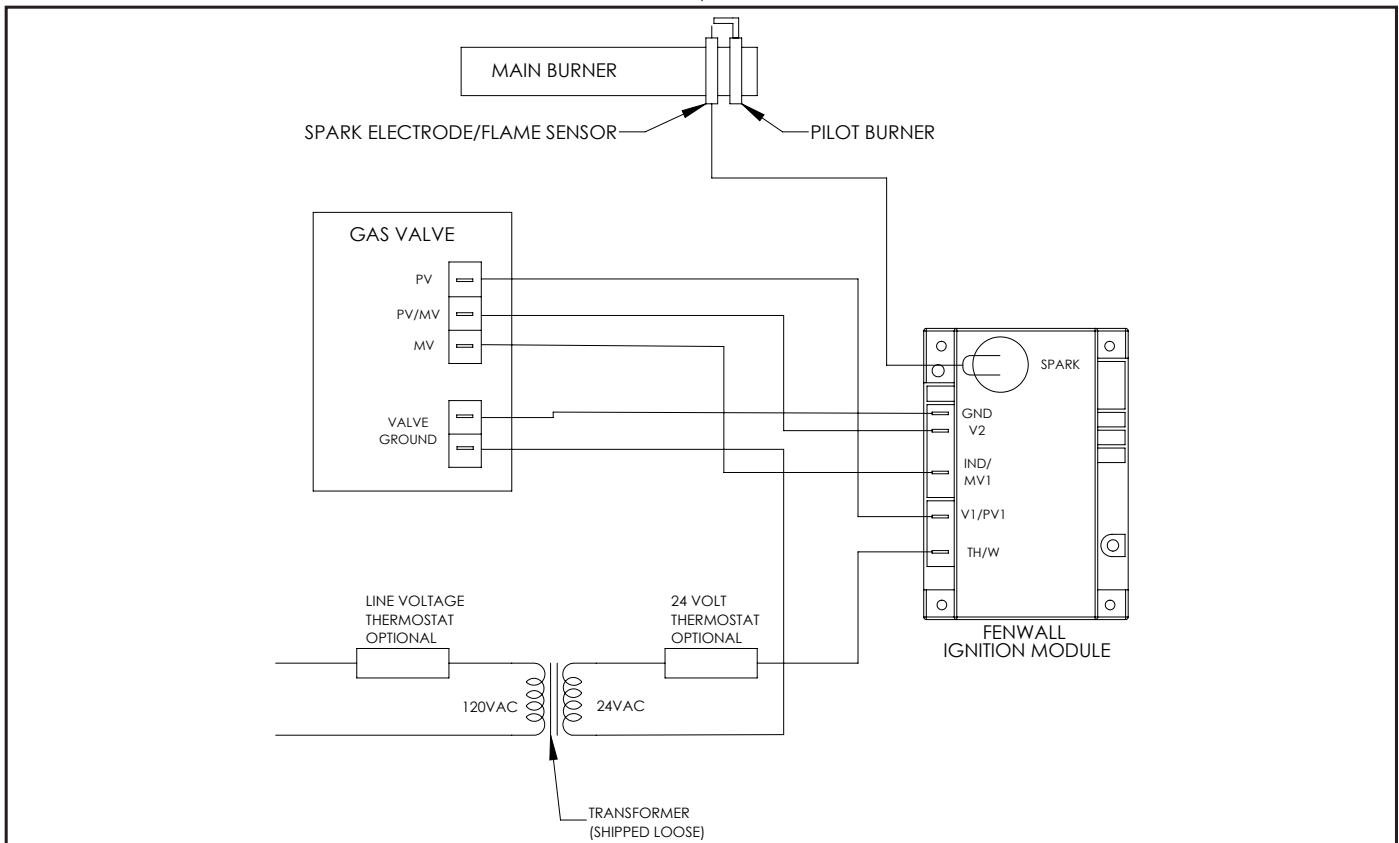 MAIN BURNER
SPARK ELECTRODE/FLAME SENSOR
PILOT BURNER
GAS VALVE
PV
PV/MV
MV
VALVE
GROUND
SPARK
GND
V2
IND/
MV1
V1/PV1
TH/W
FENWALL
IGNITION MODULE
LINE VOLTAGE
THERMOSTAT
OPTIONAL
24 VOLT
THERMOSTAT
OPTIONAL
120VAC
24VAC
TRANSFORMER
(SHIPPED LOOSE)